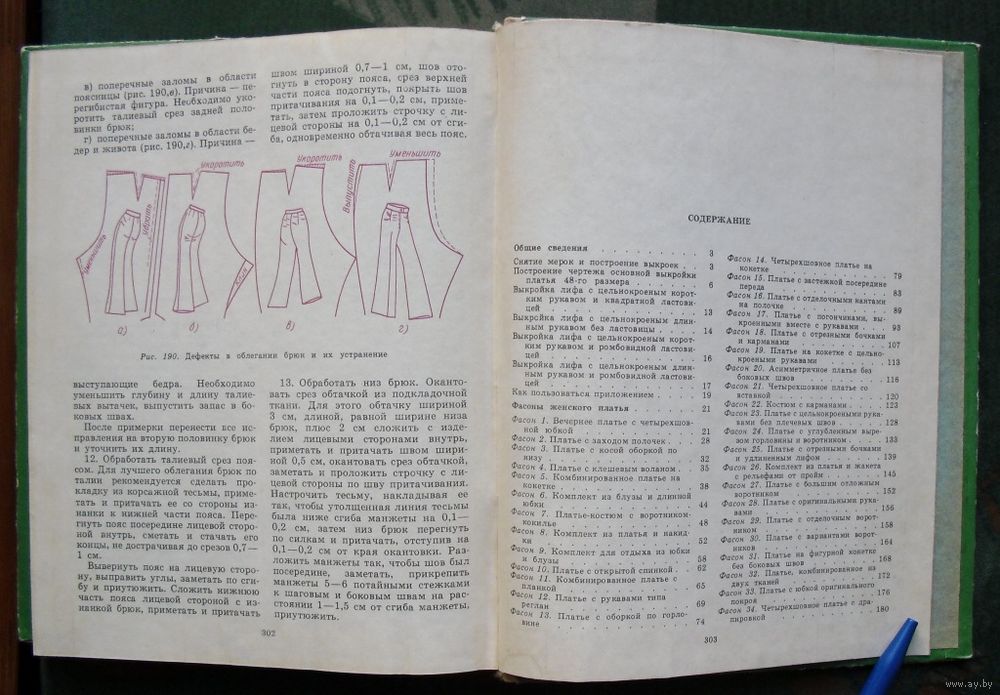 в) поперечные заломы в области
поясницы (рис. 190,в). Причина — пе-
регибистая фигура. Необходимо уко-
ротить талиевый срез задней поло-
винки брюк;
г) поперечные заломы в области бе-
дер и живота (рис. 190,г). Причина —
швом шириной 0,7—1 см, шов ото-
гнуть в сторону пояса, срез верхней
части пояса подогнуть, покрыть шов
притачивания на 0,1—0,2 см, приме-
тать, затем проложить строчку с ли-
цевой стороны на 0,1—0,2 см от сги-
ба, одновременно обтачивая весь пояс.
Укоротить
Укоротить
Уменьшить
Уменьшить
Убрать
Выпустить
а)
б)
в)
г)
Рис. 190. Дефекты в облегании брюк и их устранение
выступающие бедра. Необходимо
уменьшить глубину и длину талие-
вых вытачек, выпустить запас в бо-
ковых швах.
После примерки перенести все ис-
правления на вторую половинку брюк
и уточнить их длину.
12. Обработать талиевый срез поя-
сом. Для лучшего облегания брюк по
талии рекомендуется сделать про-
кладку из корсажной тесьмы, приме-
тать и притачать ее со стороны из-
нанки к нижней части пояса. Пере-
гнуть пояс посередине лицевой сторо-
ной внутрь, сметать и стачать его
концы, не дострачивая до срезов 0,7—
1 см.
Вывернуть пояс на лицевую сторо-
ну, выправить углы, заметать по сги-
бу и приутюжить. Сложить нижнюю
часть пояса лицевой стороной с из-
нанкой брюк, приметать и притачать
13. Обработать низ брюк. Оканто-
вать срез обтачкой из подкладочной
ткани. Для этого обтачку шириной
3 см, длиной, равной ширине низа
брюк, плюс 2 см сложить с изде-
лием лицевыми сторонами внутрь,
приметать и притачать швом шири-
ной 0,5 см, окантовать срез обтачкой,
заметать и проложить строчку с ли-
цевой стороны по шву притачивания.
Настрочить тесьму, накладывая ее
так, чтобы утолщенная линия тесьмы
была ниже сгиба манжеты на 0,1—
0,2 см, затем низ брюк перегнуть
по силкам и притачать, отступив на
0,1—0,2 см от края окантовки. Раз-
ложить манжеты так, чтобы шов был
посередине, заметать, прикрепить
манжеты 5—6 потайными стежками
к шаговым и боковым швам на рас-
стоянии 1—1,5 см от сгиба манжеты,
приутюжить.
302
СОДЕРЖАНИЕ
Общие сведения . . . . . . . 3
Снятие мерок и построение выкроек . . 3
Построение чертежа основной выкройки
платья 48-го размера . . . . . . 6
Выкройка лифа с цельнокроеным корот-
ким рукавом и квадратной ластови-
цей . . . . . . . . . . . 13
Выкройка лифа с цельнокроеным длин-
ным рукавом без ластовицы . . . . 14
Выкройка лифа с цельнокроеным корот-
ким рукавом и ромбовидной ластови-
цей . . . . . . . . . . . 16
Выкройка лифа с цельнокроеным длин-
ным рукавом и ромбовидной ластови-
цей . . . . . . . . . . . 17
Как пользоваться приложением . . . 19
Фасоны женского платья . . . . . 21
Фасон 1. Вечернее платье с четырехшов-
ной юбкой . . . . . . . . 21
Фасон 2. Платье с заходом полочек . . 28
Фасон 3. Платье с косой оборкой по
низу . . . . . . . . . . 32
Фасон 4. Платье с клешевым воланом . . 35
Фасон 5. Комбинированное платье на
кокетке . . . . . . . . . 38
Фасон 6. Комплект из блузы и длинной
юбки . . . . . . . . . . 44
Фасон 7. Платье-костюм с воротником-
кокилье . . . . . . . . . 48
Фасон 8. Комплект из платья и накид-
ки . . . . . . . . . . . 52
Фасон 9. Комплект для отдыха из юбки
и блузы . . . . . . . . . 58
Фасон 10. Платье с открытой спинкой . . 62
Фасон 11. Комбинированное платье с
планкой . . . . . . . . . 65
Фасон 12. Платье с рукавами типа
реглан . . . . . . . . . 69
Фасон 13. Платье с оборкой по горло-
вине . . . . . . . . . . 74
Фасон 14. Четырехшовное платье на
кокетке . . . . . . . . . 79
Фасон 15. Платье с застежкой посередине
переда . . . . . . . . . 83
Фасон 16. Платье с отделочными кантами
на полочке . . . . . . . . 89
Фасон 17. Платье с погончиками, вы-
кроенными вместе с рукавами . . . 93
Фасон 18. Платье с отрезными бочками
и карманами . . . . . . . . 107
Фасон 19. Платье на кокетке с цельно-
кроеными рукавами . . . . . . 113
Фасон 20. Асимметричное платье без
боковых швов . . . . . . . 116
Фасон 21. Четырехшовное платье со
вставкой . . . . . . . . . 120
Фасон 22. Костюм с карманами . . . . 123
Фасон 23. Платье с цельнокроеными рука-
вами без плечевых швов . . . . . 128
Фасон 24. Платье с углубленным выре-
зом горловины и воротником . . . . 133
Фасон 25. Платье с отрезными бочками
и удлиненным лифом . . . . . . 139
Фасон 26. Комплект из платья и жакета
с рельефами от пройм . . . . . 145
Фасон 27. Платье с большим отложным
воротником . . . . . . . . 152
Фасон 28. Платье с оригинальными рука-
вами . . . . . . . . . . 156
Фасон 29. Платье с отделочным ворот-
ником . . . . . . . . . . 158
Фасон 30. Платье с вариантами ворот-
ников . . . . . . . . . . 164
Фасон 31. Платье на фигурной кокетке
без боковых швов . . . . . . 168
Фасон 32. Платье, комбинированное из
двух тканей . . . . . . . . 172
Фасон 33. Платье с юбкой оригинального
покроя . . . . . . . . . 176
Фасон 34. Четырехшовное платье с дра-
пировкой . . . . . . . . . 180
303
www.ay.by